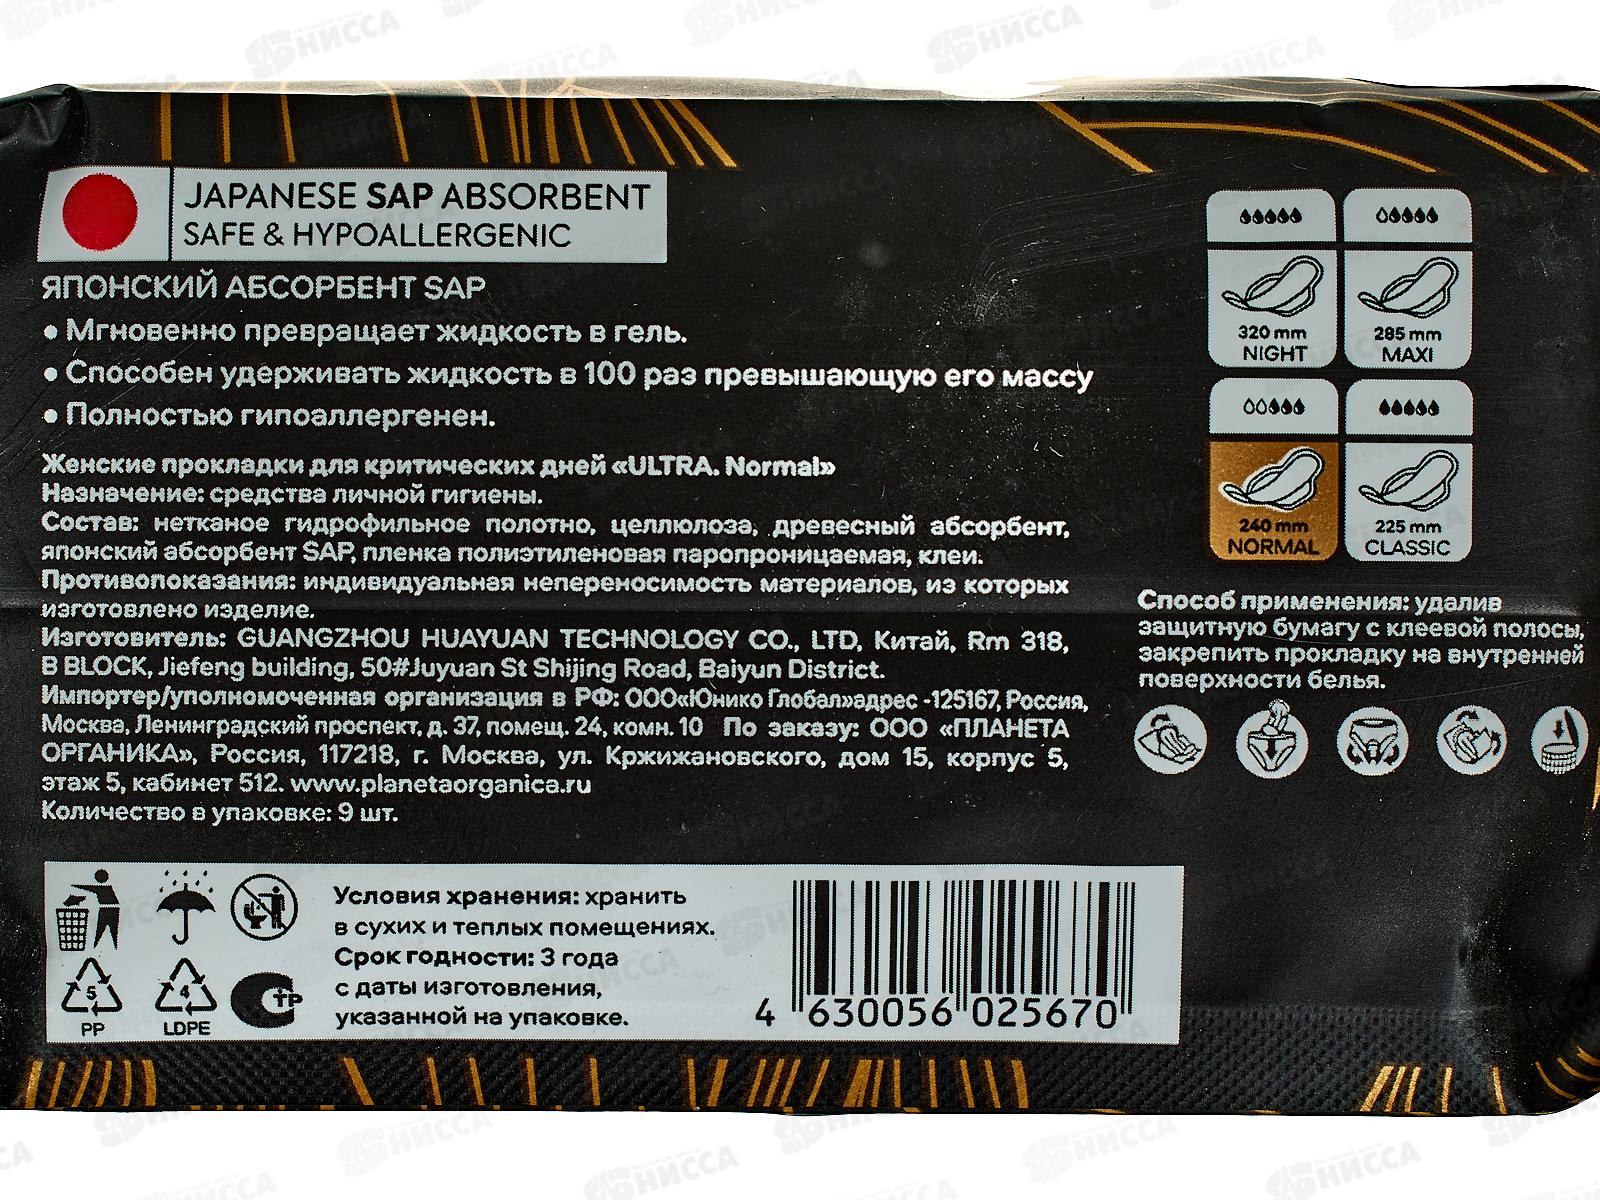 JAPANESE SAP ABSORBENT
SAFE & HYPOALLERGENIC
ЯПОНСКИЙ АБСОРБЕНТ SAP
• Мгновенно превращает жидкость в гель.
• Способен удерживать жидкость в 100 раз превышающую его массу
• Полностью гипоаллергенен.
Женские прокладки для критических дней «ULTRA. Normal»
Назначение: средства личной гигиены.
Состав: нетканое гидрофильное полотно, целлюлоза, древесный абсорбент,
японский абсорбент SAP, пленка полиэтиленовая паропроницаемая, клеи.
Противопоказания: индивидуальная непереносимость материалов, из которых
изготовлено изделие.
Изготовитель: GUANGZHOU HUAYUAN TECHNOLOGY CO., LTD, Китай, Rm 318,
B BLOCK, Jiefeng building, 50#Juyuan St Shijing Road, Baiyun District.
Импортер/уполномоченная организация в РФ: ООО«Юнико Глобал»адрес -125167, Россия,
Москва, Ленинградский проспект, д. 37, помещ. 24, комн. 10 По заказу: ООО «ПЛАНЕТА
ОРГАНИКА», Россия, 117218, г. Москва, ул. Кржижановского, дом 15, корпус 5,
этаж 5, кабинет 512. www.planetaorganica.ru
Количество в упаковке: 9 шт.
320 mm
NIGHT
285 mm
MAXI
240 mm
NORMAL
225 mm
CLASSIC
Способ применения: удалив
защитную бумагу с клеевой полосы,
закрепить прокладку на внутренней
поверхности белья.
5
PP
4
LDPE
СТР
Условия хранения: хранить
в сухих и теплых помещениях.
Срок годности: 3 года
с даты изготовления,
указанной на упаковке.
4 630056 025670